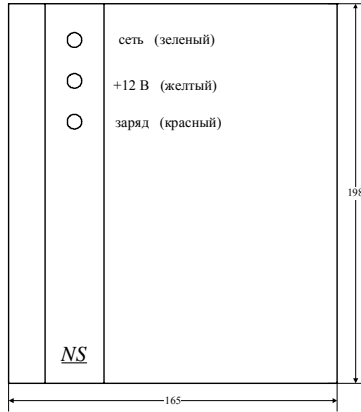 сеть (зеленый)
+12 В (желтый)
заряд (красный)
198
NS
165